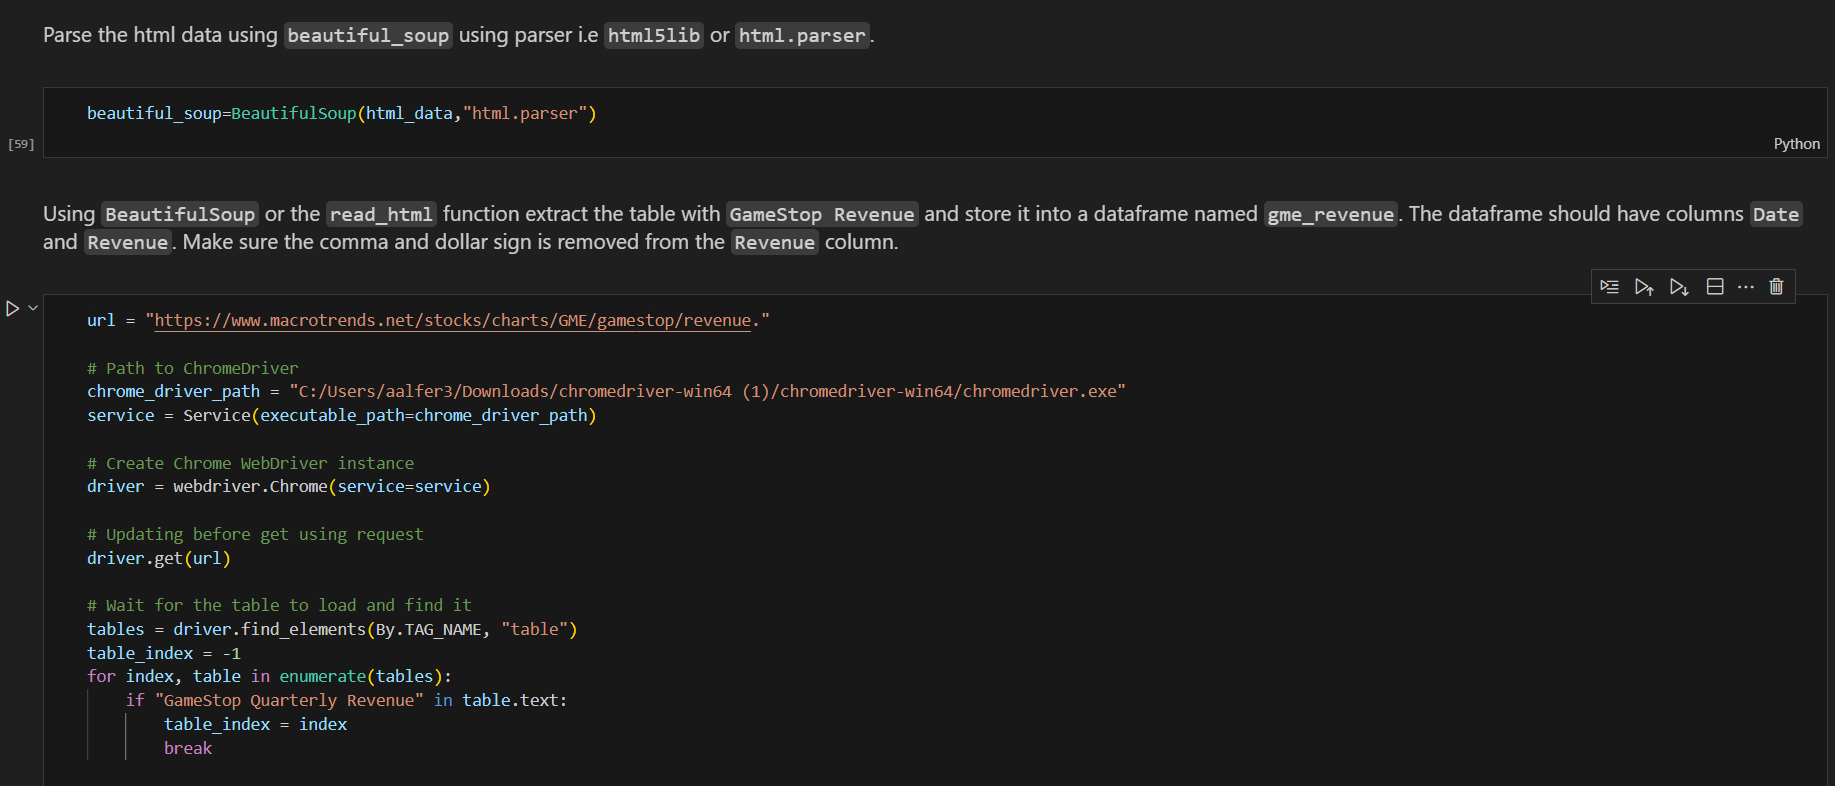 Parse the html data using beautiful_soup using parser i.e html5lib or html.parser.
beautiful_soup=BeautifulSoup(html_data,"html.parser")
[59]
Python
Using BeautifulSoup or the read_html function extract the table with GameStop Revenue and store it into a dataframe named gme_revenue. The dataframe should have columns Date
and Revenue. Make sure the comma and dollar sign is removed from the Revenue column.
url = "https://www.macrotrends.net/stocks/charts/GME/gamestop/revenue."
# Path to ChromeDriver
chrome_driver_path = "C:/Users/aalfer3/Downloads/chromedriver-win64 (1)/chromedriver-win64/chromedriver.exe"
service = Service(executable_path=chrome_driver_path)
# Create Chrome WebDriver instance
driver = webdriver.Chrome(service=service)
# Updating before get using request
driver.get(url)
# Wait for the table to load and find it
tables = driver.find_elements(By.TAG_NAME, "table")
table_index = -1
for index, table in enumerate(tables):
if "GameStop Quarterly Revenue" in table.text:
table_index = index
break